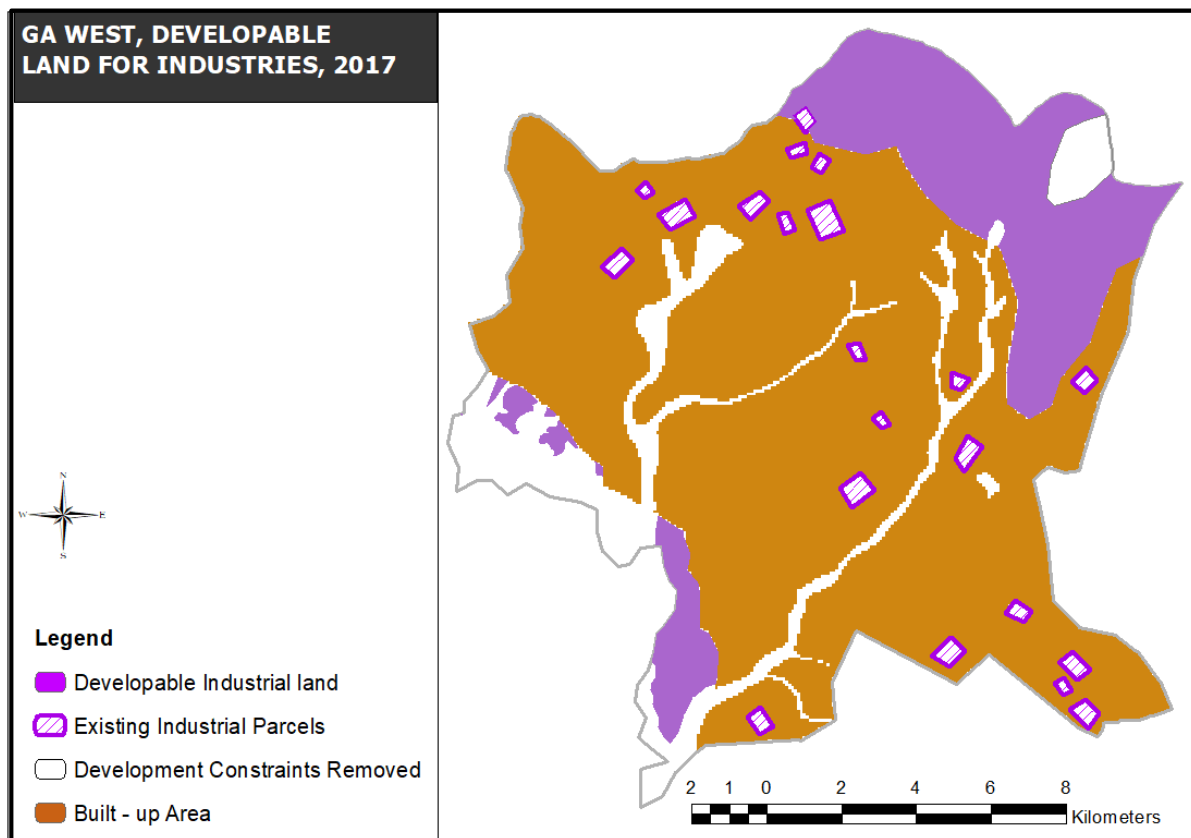 GA WEST, DEVELOPABLE
LAND FOR INDUSTRIES, 2017
N
W E
S
Legend
Developable Industrial land
Existing Industrial Parcels
Development Constraints Removed
Built - up Area
2 1 0 2 4 6 8
Kilometers